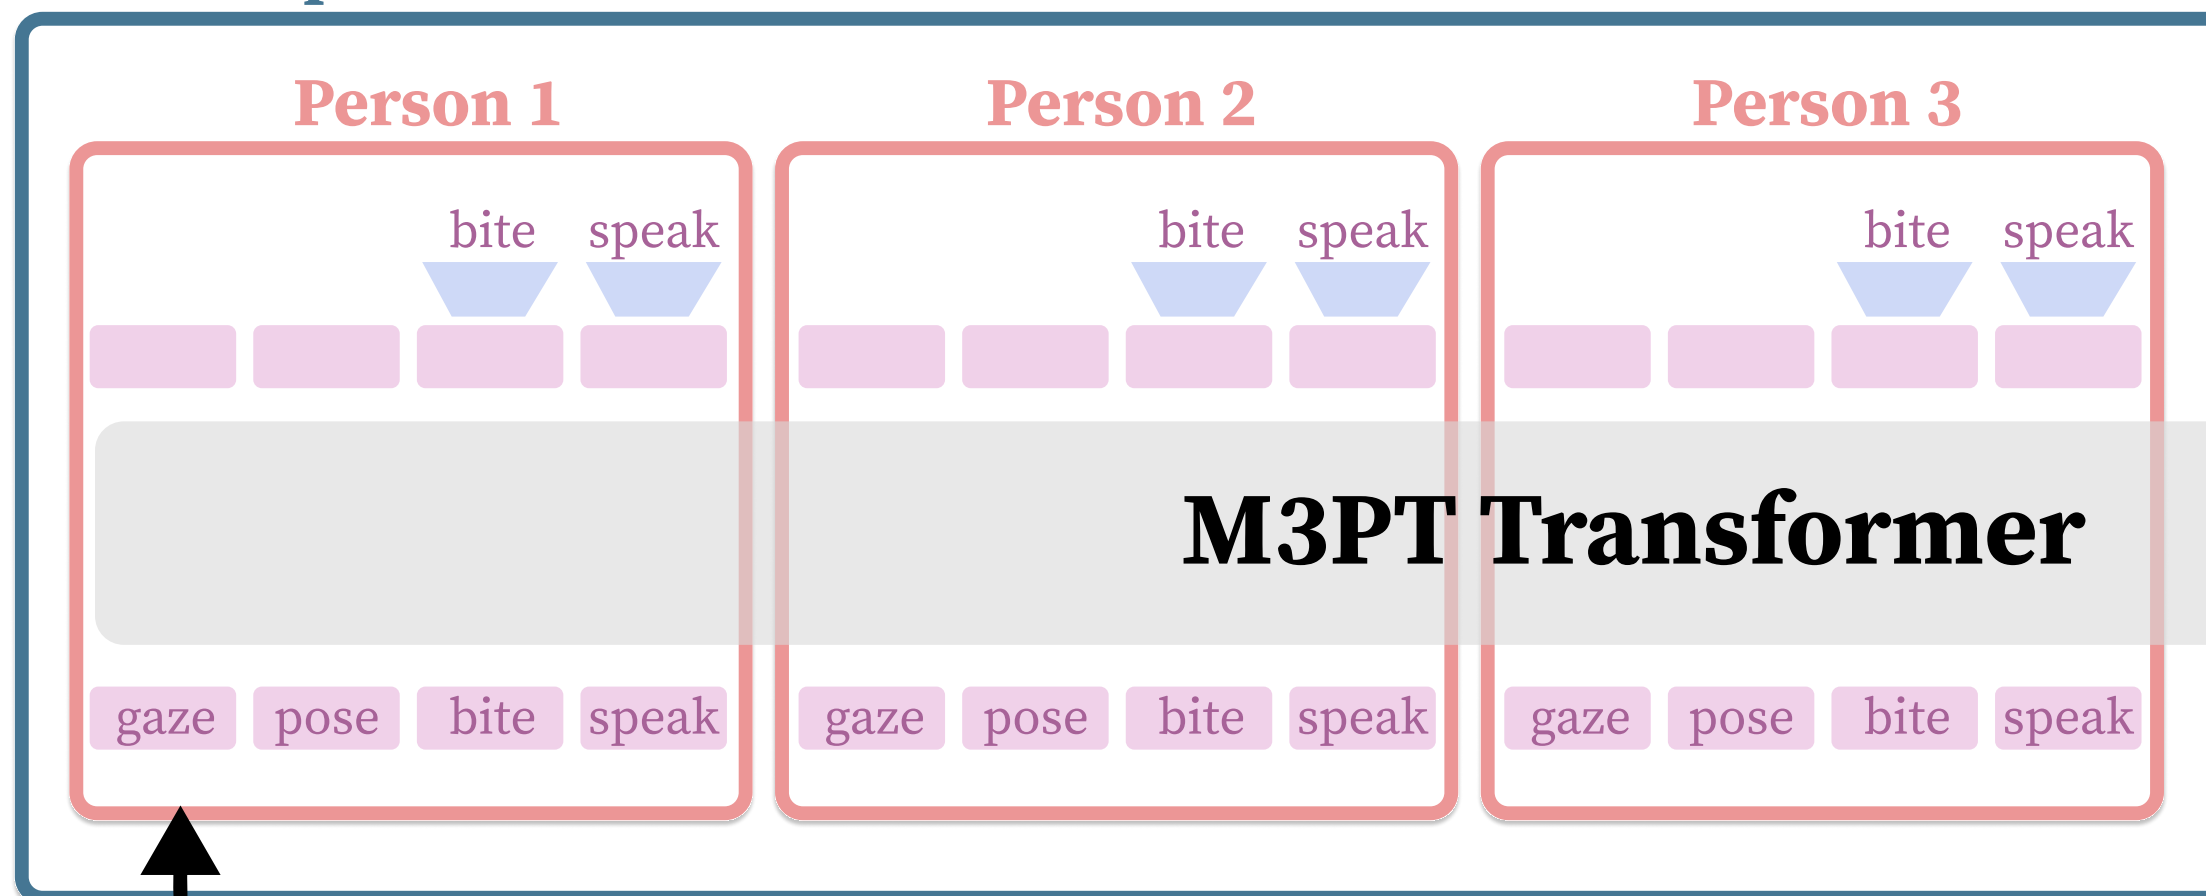 Person 1 Person 2 Person 3
bite speak bite speak bite speak
M3PT Transformer
gaze pose bite speak gaze pose bite speak gaze pose bite speak